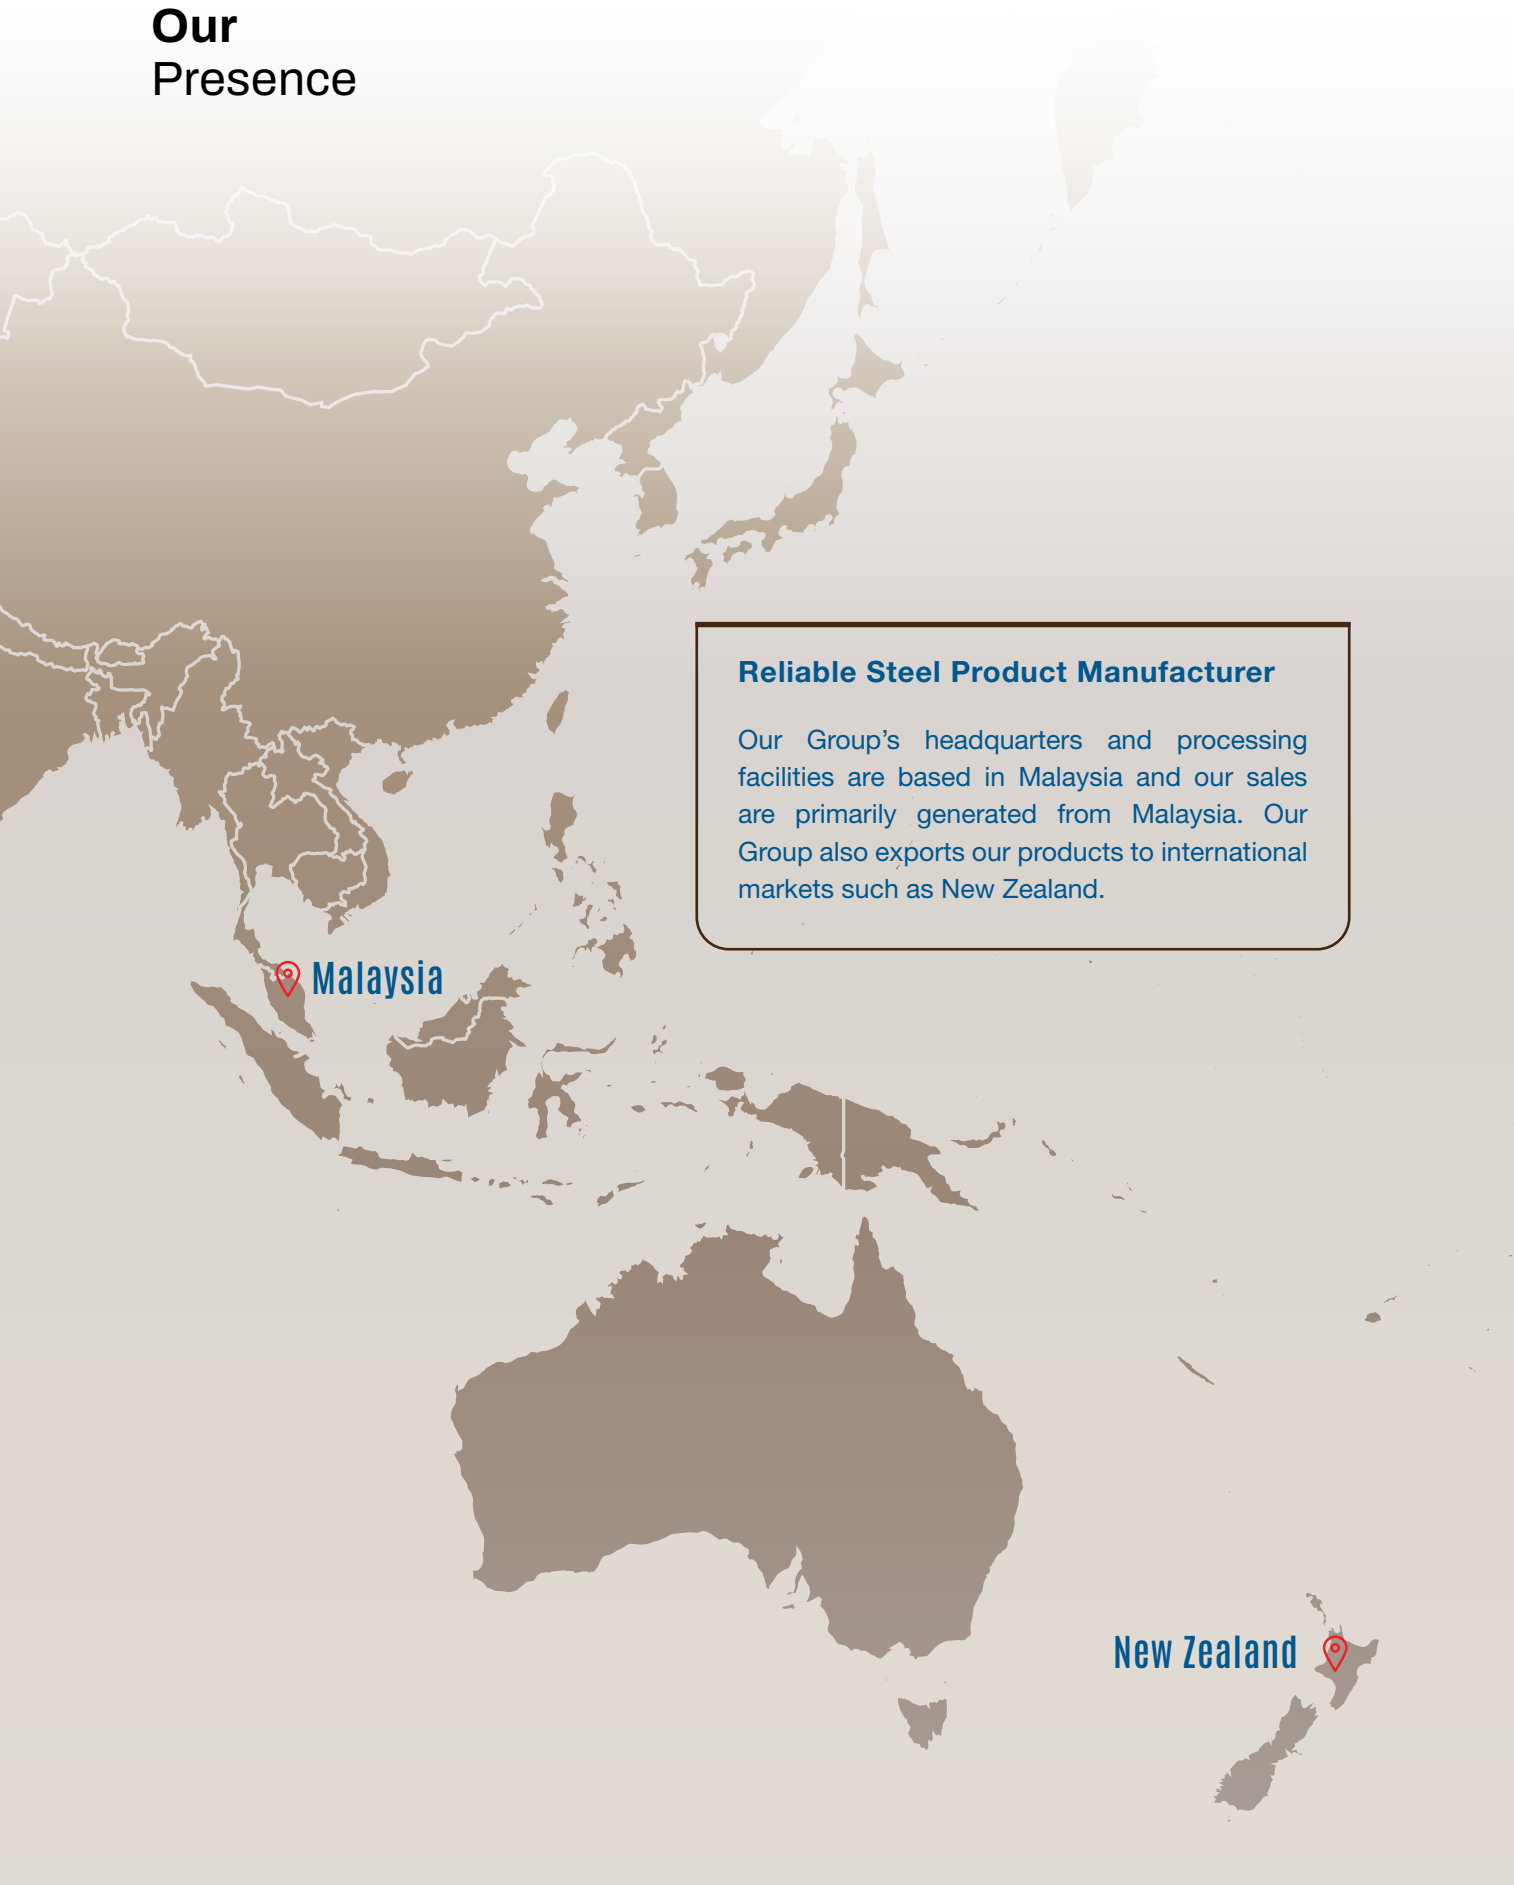 Our
Presence
Reliable Steel Product Manufacturer
Our Group’s headquarters and processing
facilities are based in Malaysia and our sales
are primarily generated from Malaysia. Our
Group also exports our products to international
markets such as New Zealand.
Malaysia
New Zealand